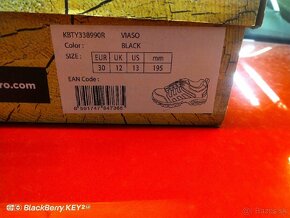 KBTY338990R VIASO
Color: BLACK
SIZE: EUR UK US mm
30 12 13 195
EAN Code:
ro.com
BlackBerry KEY2